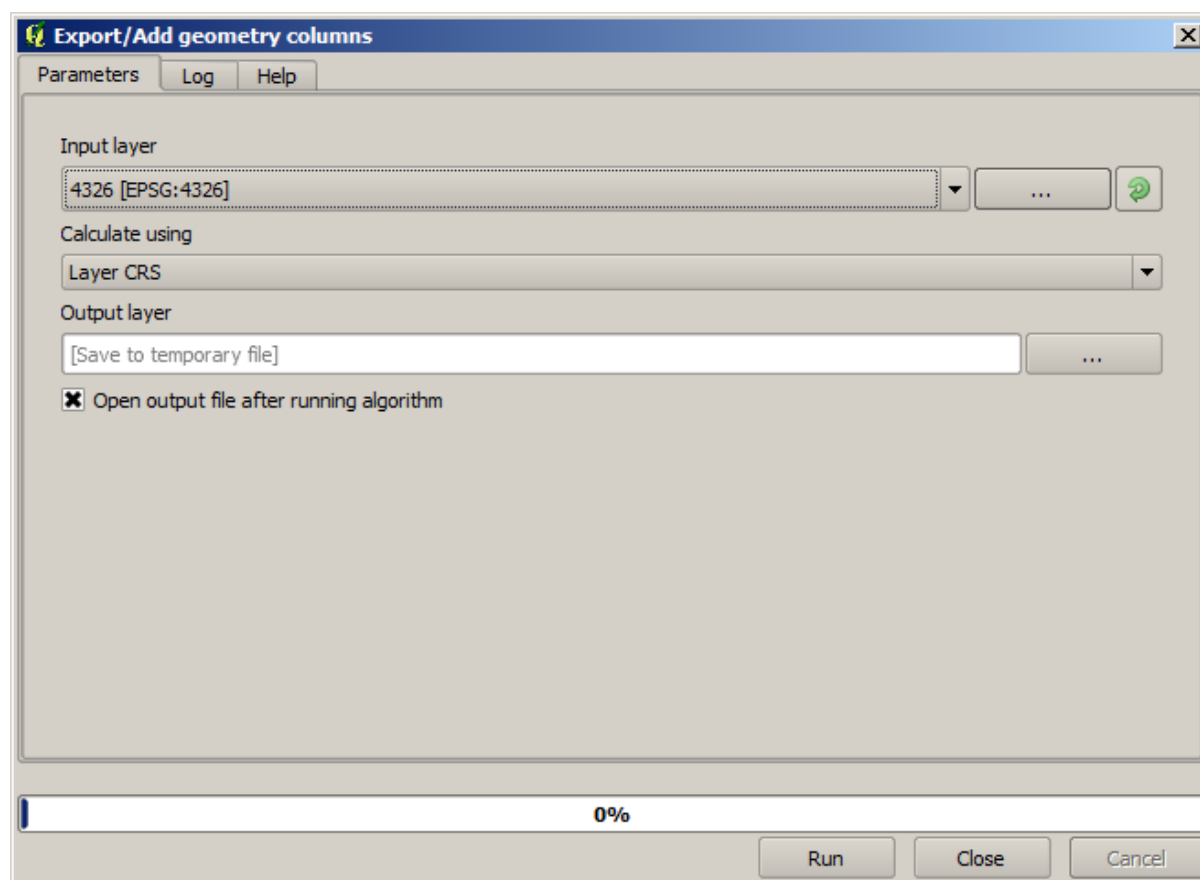 Export/Add geometry columns
Parameters Log Help
Input layer
4326 [EPSG:4326] ...
Calculate using
Layer CRS
Output layer
[Save to temporary file] ...
Open output file after running algorithm
0%
Run Close Cancel